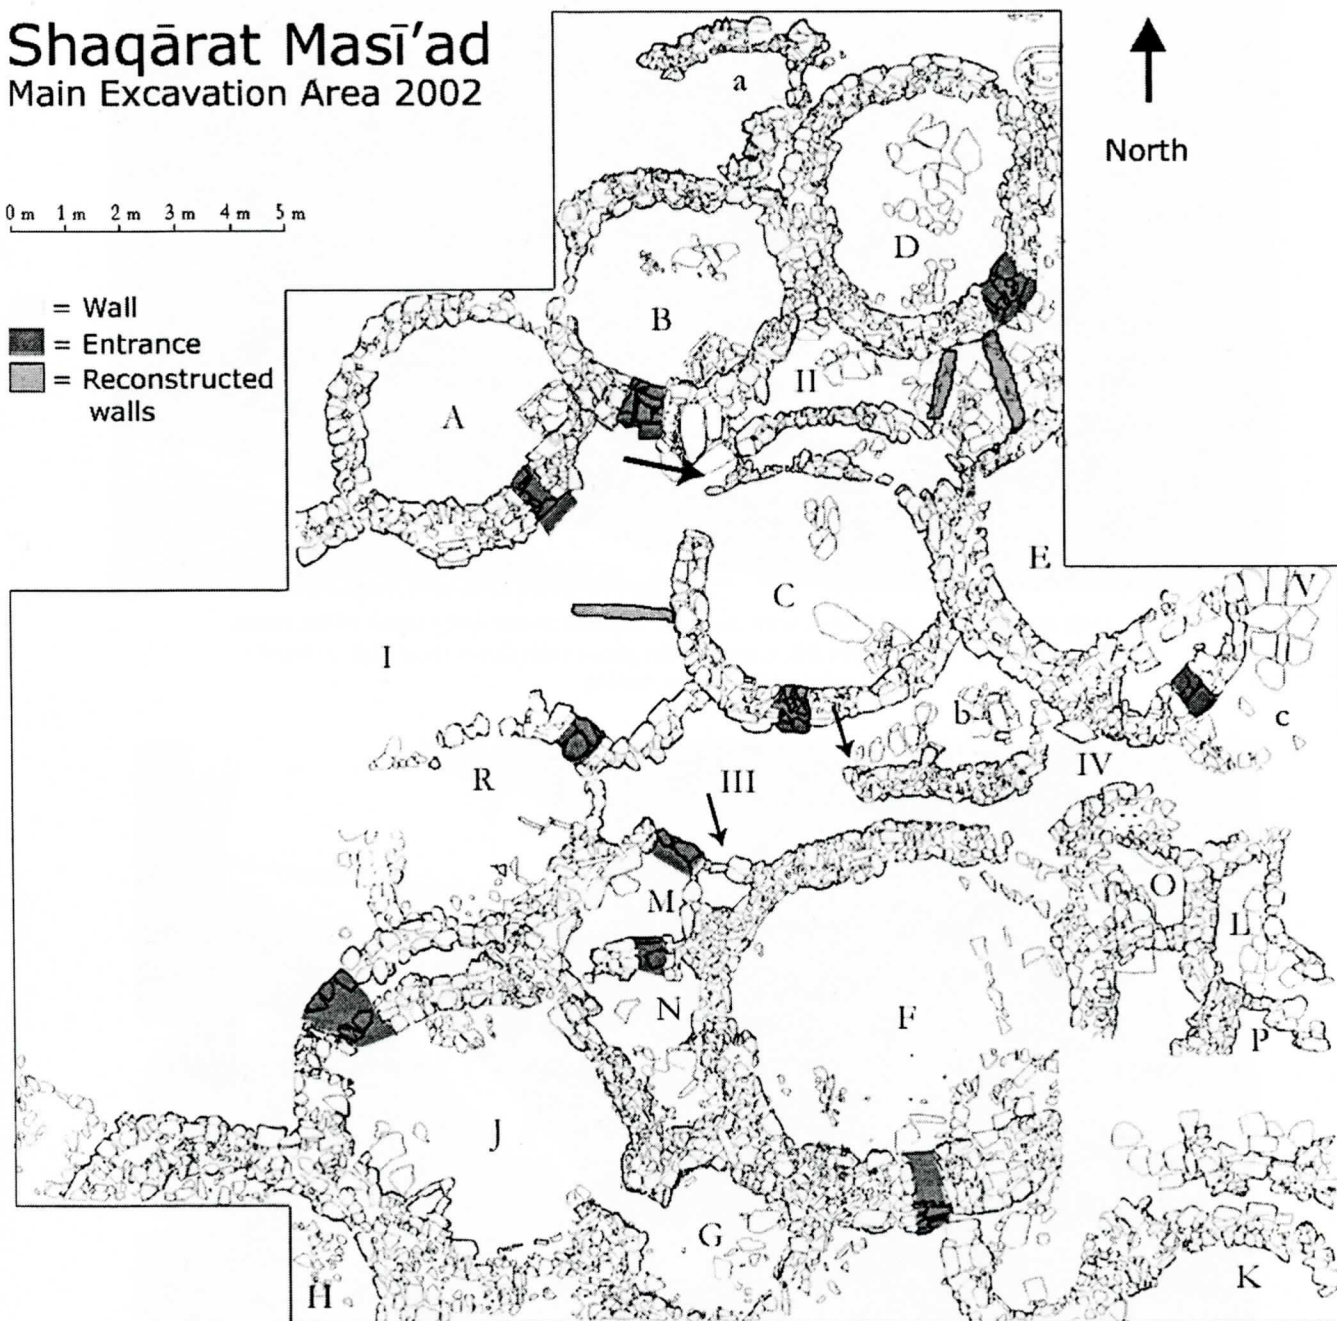 Shaqārat Masī'ad
Main Excavation Area 2002
North
0 m 1 m 2 m 3 m 4 m 5 m
= Wall
= Entrance
= Reconstructed
walls
a
D
B
II
A
E
C
V
I
b
c
IV
R
III
O
M
L
N
F
P
J
G
K
H